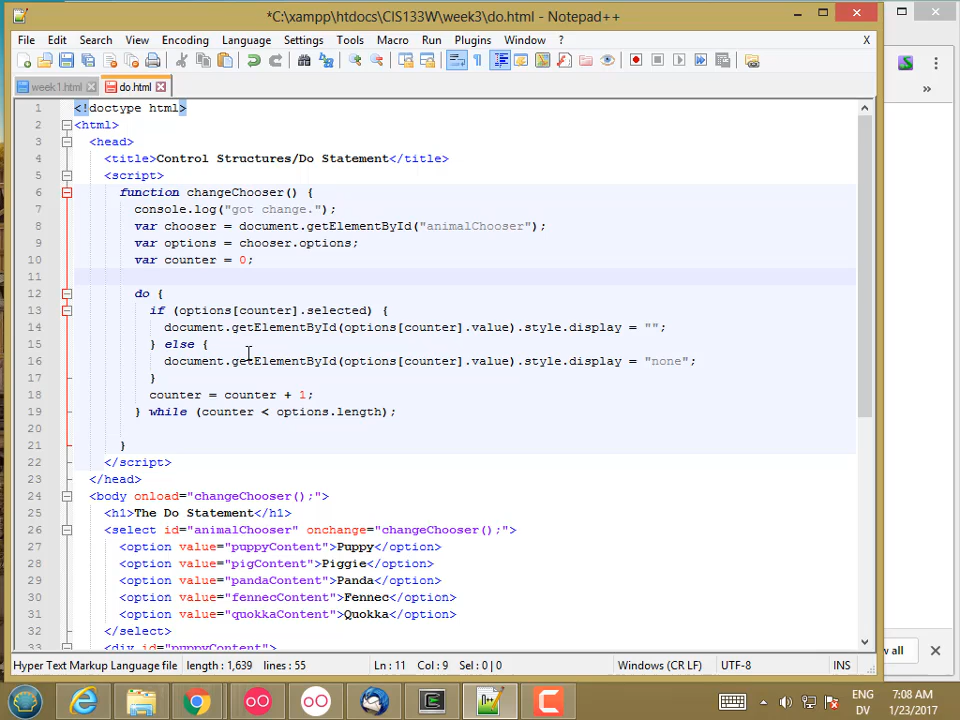 *C:\xampp\htdocs\CIS133W\week3\do.html - Notepad++
File Edit Search View Encoding Language Settings Tools Macro Run Plugins Window ? X
week1.html do.html
1 <!doctype html>
2 <html>
3 <head>
4 <title>Control Structures/Do Statement</title>
5 <script>
6 function changeChooser() {
7 console.log("got change.");
8 var chooser = document.getElementById("animalChooser");
9 var options = chooser.options;
10 var counter = 0;
11
12 do {
13 if (options[counter].selected) {
14 document.getElementById(options[counter].value).style.display = "";
15 } else {
16 document.getElementById(options[counter].value).style.display = "none";
17 }
18 counter = counter + 1;
19 } while (counter < options.length);
20
21 }
22 </script>
23 </head>
24 <body onload="changeChooser();">
25 <h1>The Do Statement</h1>
26 <select id="animalChooser" onchange="changeChooser();">
27 <option value="puppyContent">Puppy</option>
28 <option value="pigContent">Piggie</option>
29 <option value="pandaContent">Panda</option>
30 <option value="fennecContent">Fennec</option>
31 <option value="quokkaContent">Quokka</option>
32 </select>
33 <div id="puppyContent">
Hyper Text Markup Language file length : 1,639 lines : 55 Ln : 11 Col : 9 Sel : 0 | 0 Windows (CR LF) UTF-8 INS
w all
ENG 7:08 AM
DV 1/23/2017